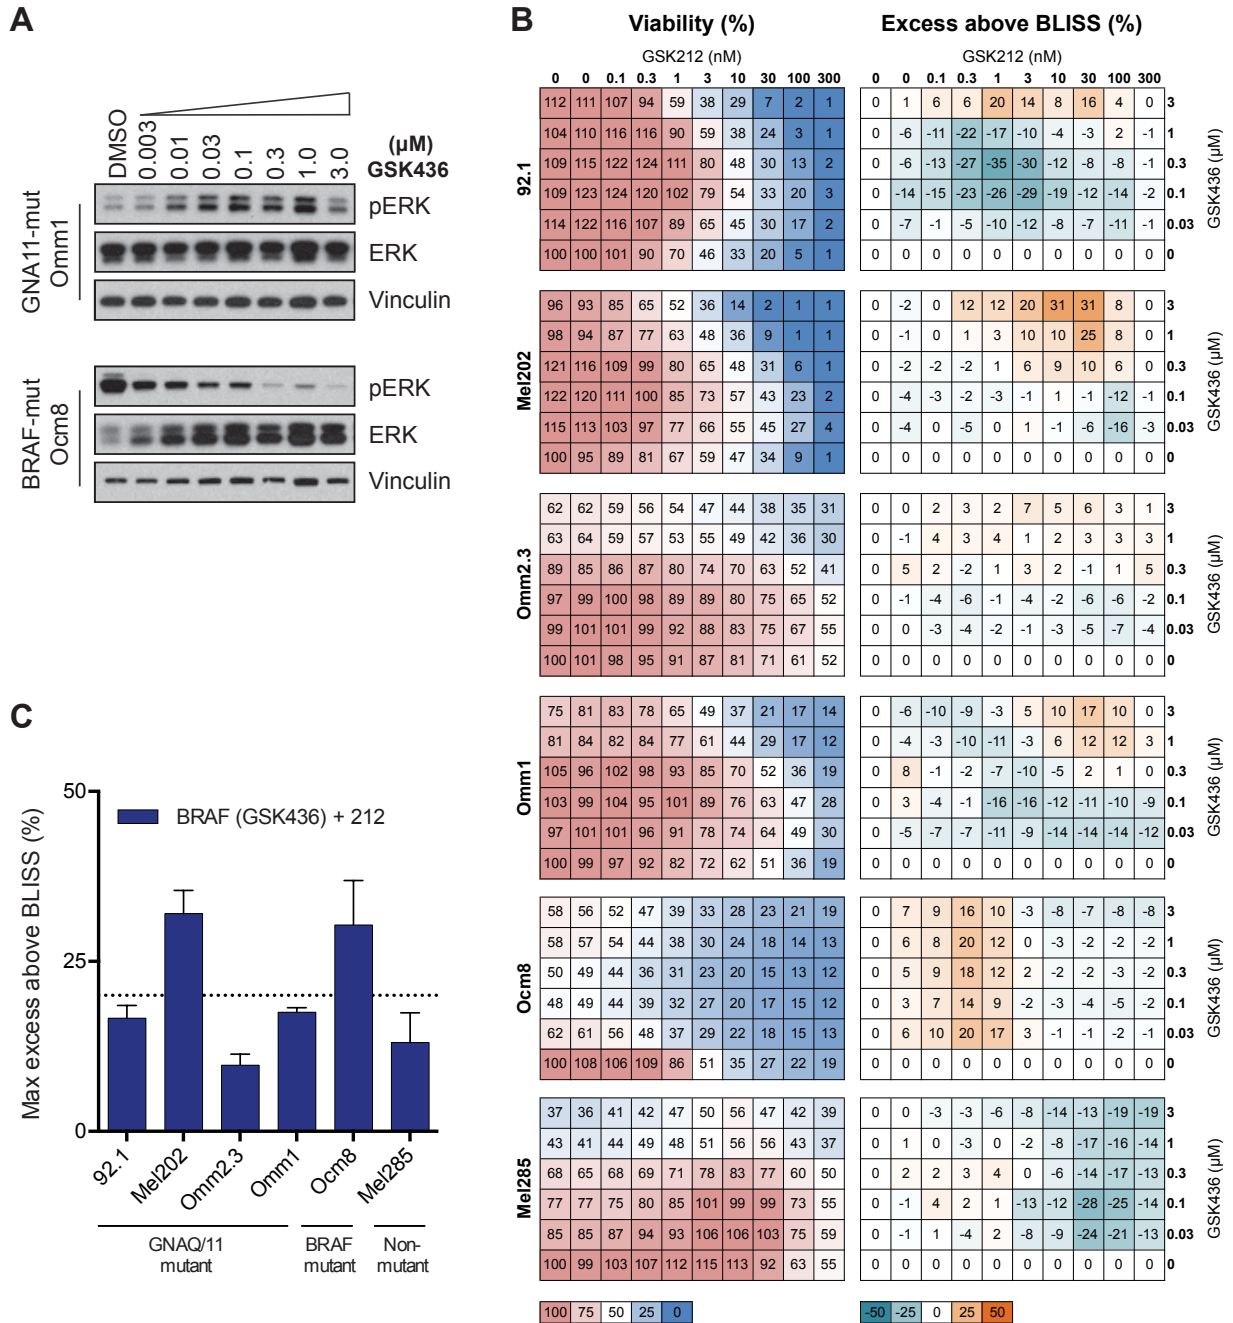 A
DMSO
0.003
0.01
0.03
0.1
0.3
1.0
3.0
(µM)
GSK436
GNA11-mut
Omm1
pERK
ERK
Vinculin
BRAF-mut
Ocm8
pERK
ERK
Vinculin
B
Viability (%) Excess above BLISS (%)
GSK212 (nM) GSK212 (nM)
0 0 0.1 0.3 1 3 10 30 100 300 0 0 0.1 0.3 1 3 10 30 100 300
92.1
112 111 107 94 59 38 29 7 2 1 0 1 6 6 20 14 8 16 4 0 3
104 110 116 116 90 59 38 24 3 1 0 -6 -11 -22 -17 -10 -4 -3 2 -1 1
109 115 122 124 111 80 48 30 13 2 0 -6 -13 -27 -35 -30 -12 -8 -8 -1 0.3
109 123 124 120 102 79 54 33 20 3 0 -14 -15 -23 -26 -29 -19 -12 -14 -2 0.1
114 122 116 107 89 65 45 30 17 2 0 -7 -1 -5 -10 -12 -8 -7 -11 -1 0.03
100 100 101 90 70 46 33 20 5 1 0 0 0 0 0 0 0 0 0 0 0
GSK436 (µM)
Mel202
96 93 85 65 52 36 14 2 1 1 0 -2 0 12 12 20 31 31 8 0 3
98 94 87 77 63 48 36 9 1 1 0 -1 0 1 3 10 10 25 8 0 1
121 116 109 99 80 65 48 31 6 1 0 -2 -2 -2 1 6 9 10 6 0 0.3
122 120 111 100 85 73 57 43 23 2 0 -4 -3 -2 -3 -1 1 -1 -12 -1 0.1
115 113 103 97 77 66 55 45 27 4 0 -4 0 -5 0 1 -1 -6 -16 -3 0.03
100 95 89 81 67 59 47 34 9 1 0 0 0 0 0 0 0 0 0 0 0
GSK436 (µM)
Omm2.3
62 62 59 56 54 47 44 38 35 31 0 0 2 3 2 7 5 6 3 1 3
63 64 59 57 53 55 49 42 36 30 0 -1 4 3 4 1 2 3 3 3 1
89 85 86 87 80 74 70 63 52 41 0 5 2 -2 1 3 2 -1 1 5 0.3
97 99 100 98 89 89 80 75 65 52 0 -1 -4 -6 -1 -4 -2 -6 -6 -2 0.1
99 101 101 99 92 88 83 75 67 55 0 0 -3 -4 -2 -1 -3 -5 -7 -4 0.03
100 101 98 95 91 87 81 71 61 52 0 0 0 0 0 0 0 0 0 0 0
GSK436 (µM)
Omm1
75 81 83 78 65 49 37 21 17 14 0 -6 -10 -9 -3 5 10 17 10 0 3
81 84 82 84 77 61 44 29 17 12 0 -4 -3 -10 -11 -3 6 12 12 3 1
105 96 102 98 93 85 70 52 36 19 0 8 -1 -2 -7 -10 -5 2 1 0 0.3
103 99 104 95 101 89 76 63 47 28 0 3 -4 -1 -16 -16 -12 -11 -10 -9 0.1
97 101 101 96 91 78 74 64 49 30 0 -5 -7 -7 -11 -9 -14 -14 -14 -12 0.03
100 99 97 92 82 72 62 51 36 19 0 0 0 0 0 0 0 0 0 0 0
GSK436 (µM)
Ocm8
58 56 52 47 39 33 28 23 21 19 0 7 9 16 10 -3 -8 -7 -8 -8 3
58 57 54 44 38 30 24 18 14 13 0 6 8 20 12 0 -3 -2 -2 -2 1
50 49 44 36 31 23 20 15 13 12 0 5 9 18 12 2 -2 -2 -3 -2 0.3
48 49 44 39 32 27 20 17 15 12 0 3 7 14 9 -2 -3 -4 -5 -2 0.1
62 61 56 48 37 29 22 18 15 13 0 6 10 20 17 3 -1 -1 -2 -1 0.03
100 108 106 109 86 51 35 27 22 19 0 0 0 0 0 0 0 0 0 0 0
GSK436 (µM)
Mel285
37 36 41 42 47 50 56 47 42 39 0 0 -3 -3 -6 -8 -14 -13 -19 -19 3
43 41 44 49 48 51 56 56 43 37 0 1 0 -3 0 -2 -8 -17 -16 -14 1
68 65 68 69 71 78 83 77 60 50 0 2 2 3 4 0 -6 -14 -17 -13 0.3
77 77 75 80 85 101 99 99 73 55 0 -1 4 2 1 -13 -12 -28 -25 -14 0.1
85 85 87 94 93 106 106 103 75 59 0 -1 1 -4 2 -8 -9 -24 -21 -13 0.03
100 99 103 107 112 115 113 92 63 55 0 0 0 0 0 0 0 0 0 0 0
GSK436 (µM)
100 75 50 25 0 -50 -25 0 25 50
C
Max excess above BLISS (%)
50
25
0
BRAF (GSK436) + 212
92.1
Mel202
Omm2.3
Omm1
Ocm8
Mel285
GNAQ/11
mutant
BRAF
mutant
Non-
mutant